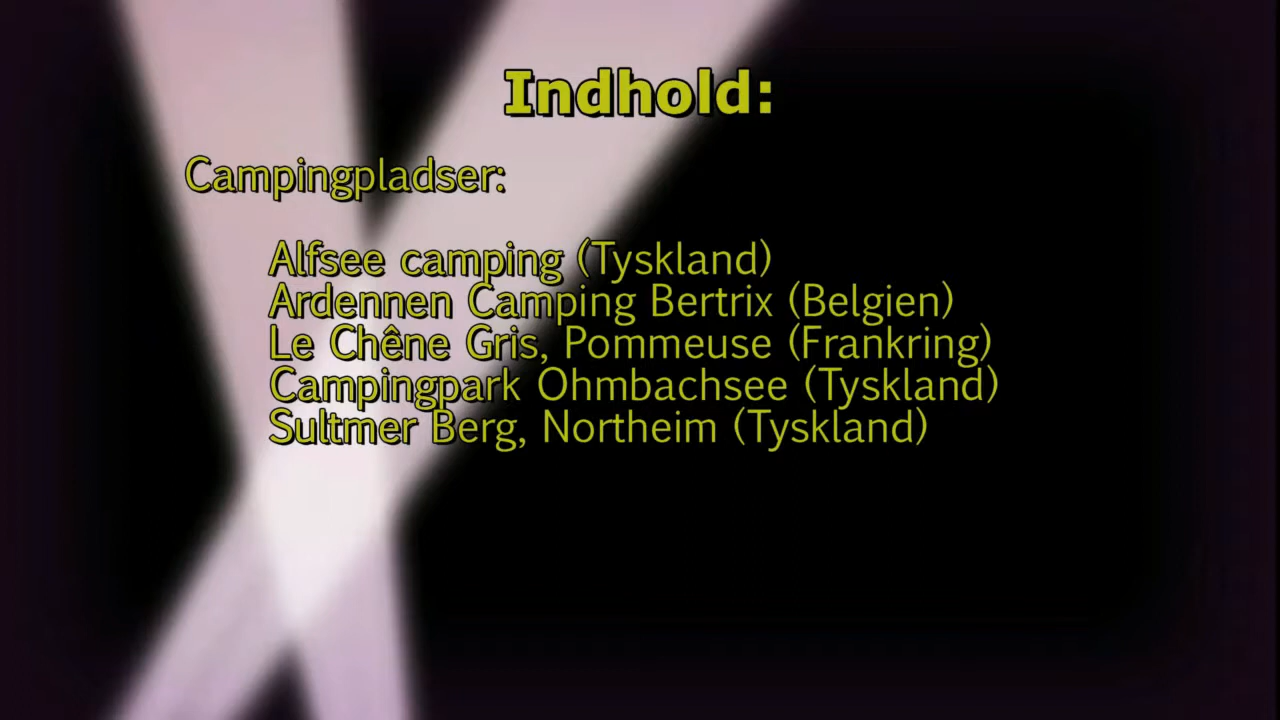 Indhold:
Campingpladser:
Alfsee camping (Tyskland)
Ardennen Camping Bertrix (Belgien)
Le Chêne Gris, Pommeuse (Frankring)
Campingpark Ohmbachsee (Tyskland)
Sultmer Berg, Northeim (Tyskland)